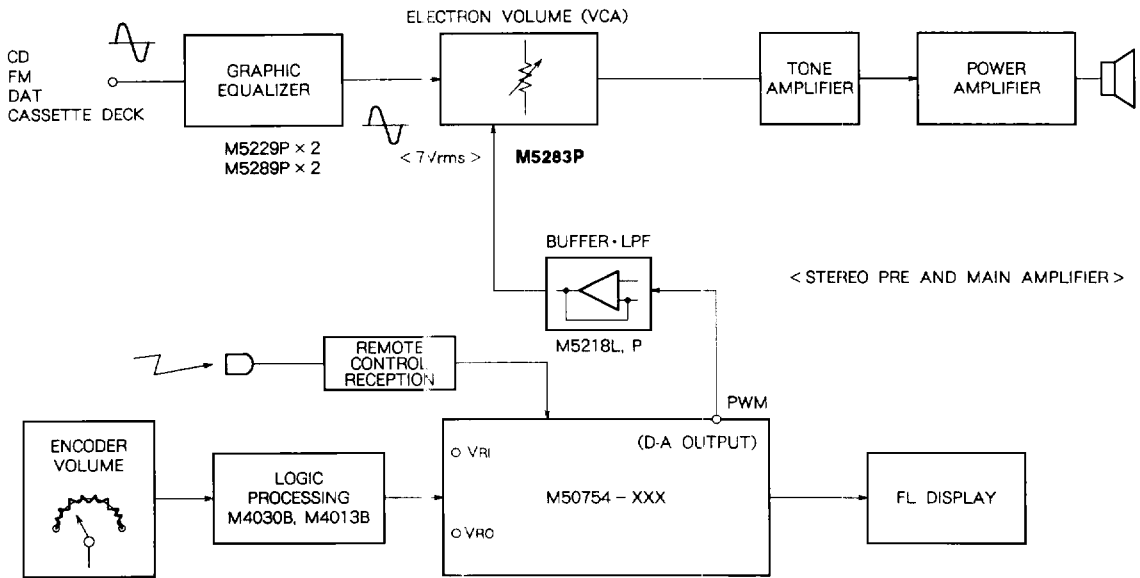 ELECTRON VOLUME (VCA)
CD
FM
DAT
CASSETTE DECK
GRAPHIC
EQUALIZER
M5229P × 2
M5289P × 2
< 7Vrms >
M5283P
TONE
AMPLIFIER
POWER
AMPLIFIER
BUFFER・LPF
M5218L, P
< STEREO PRE AND MAIN AMPLIFIER >
REMOTE
CONTROL
RECEPTION
PWM
(D-A OUTPUT)
ENCODER
VOLUME
LOGIC
PROCESSING
M4030B, M4013B
VRI
M50754 – XXX
VRO
FL DISPLAY